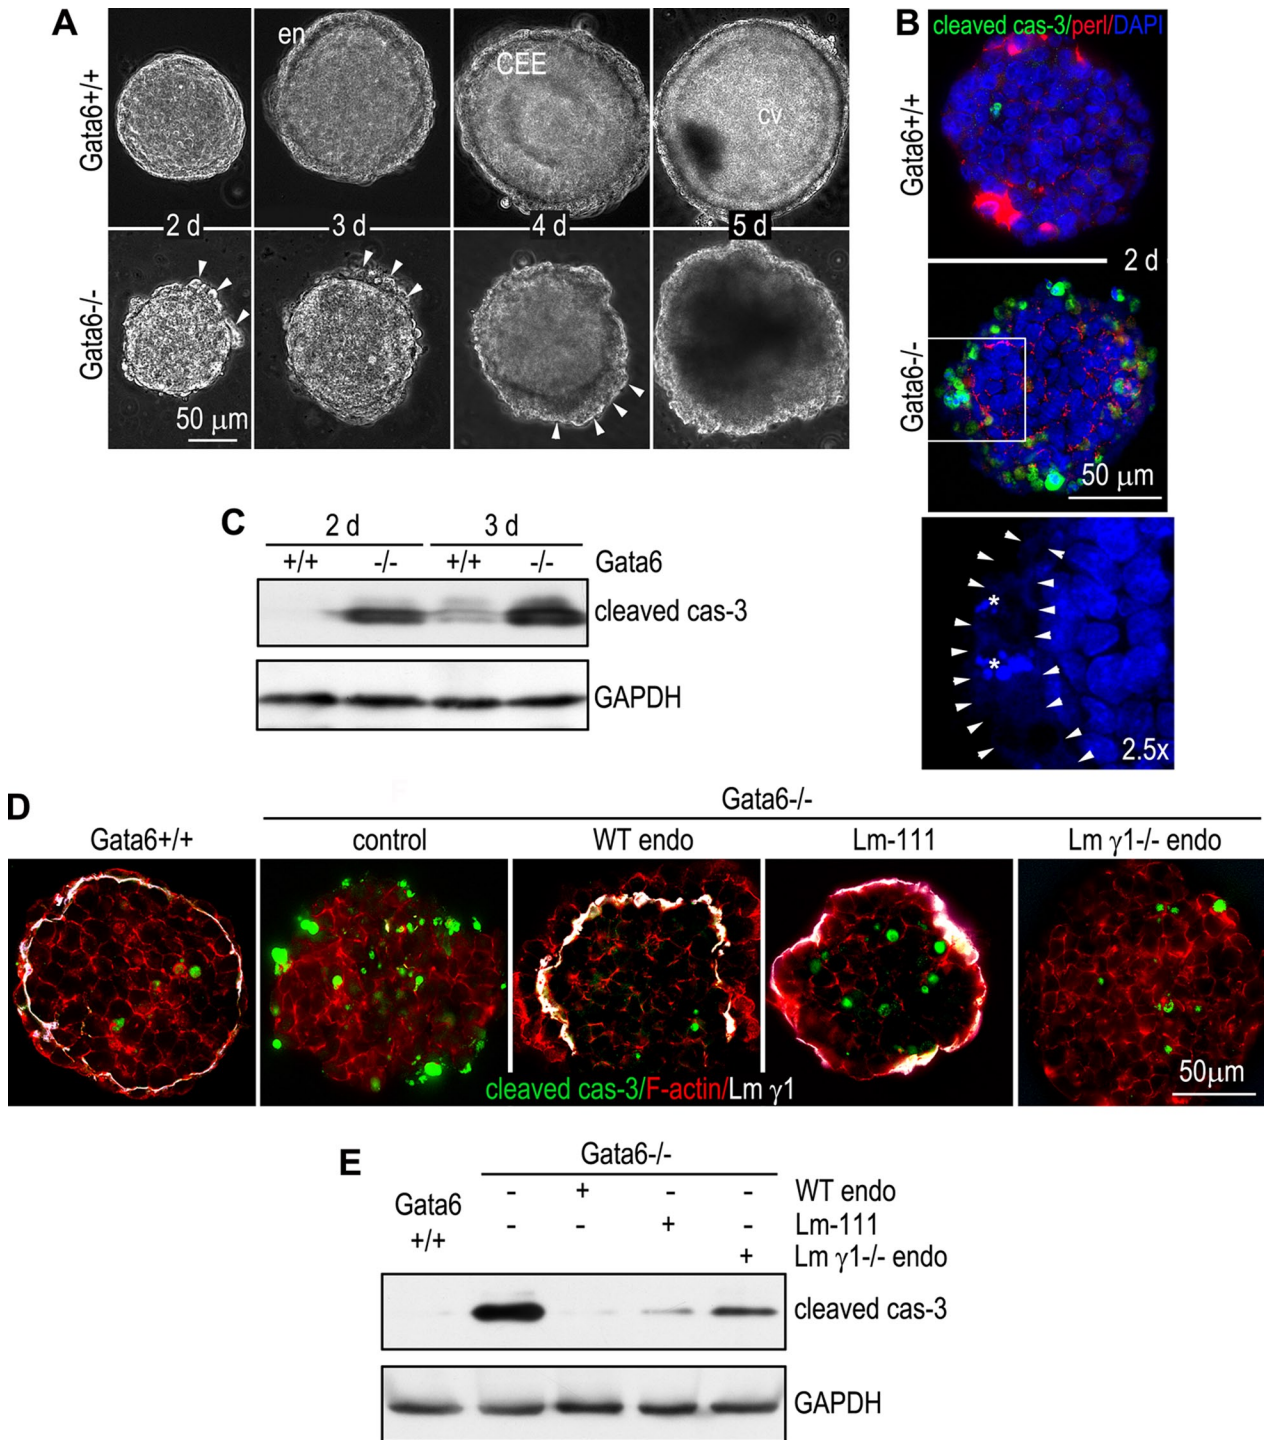 A
Gata6+/+
en
CEE
cv
2 d
3 d
4 d
5 d
Gata6-/-
50 μm
B
cleaved cas-3/perl/DAPI
Gata6+/+
2 d
Gata6-/-
50 μm
*
*
2.5x
C
2 d 3 d
+/+ -/- +/+ -/- Gata6
cleaved cas-3
GAPDH
D
Gata6-/-
Gata6+/+ control WT endo Lm-111 Lm γ1-/- endo
cleaved cas-3/F-actin/Lm γ1
50μm
E
Gata6-/-
Gata6
+/+
- + - - WT endo
- - + - Lm-111
+ Lm γ1-/- endo
cleaved cas-3
GAPDH